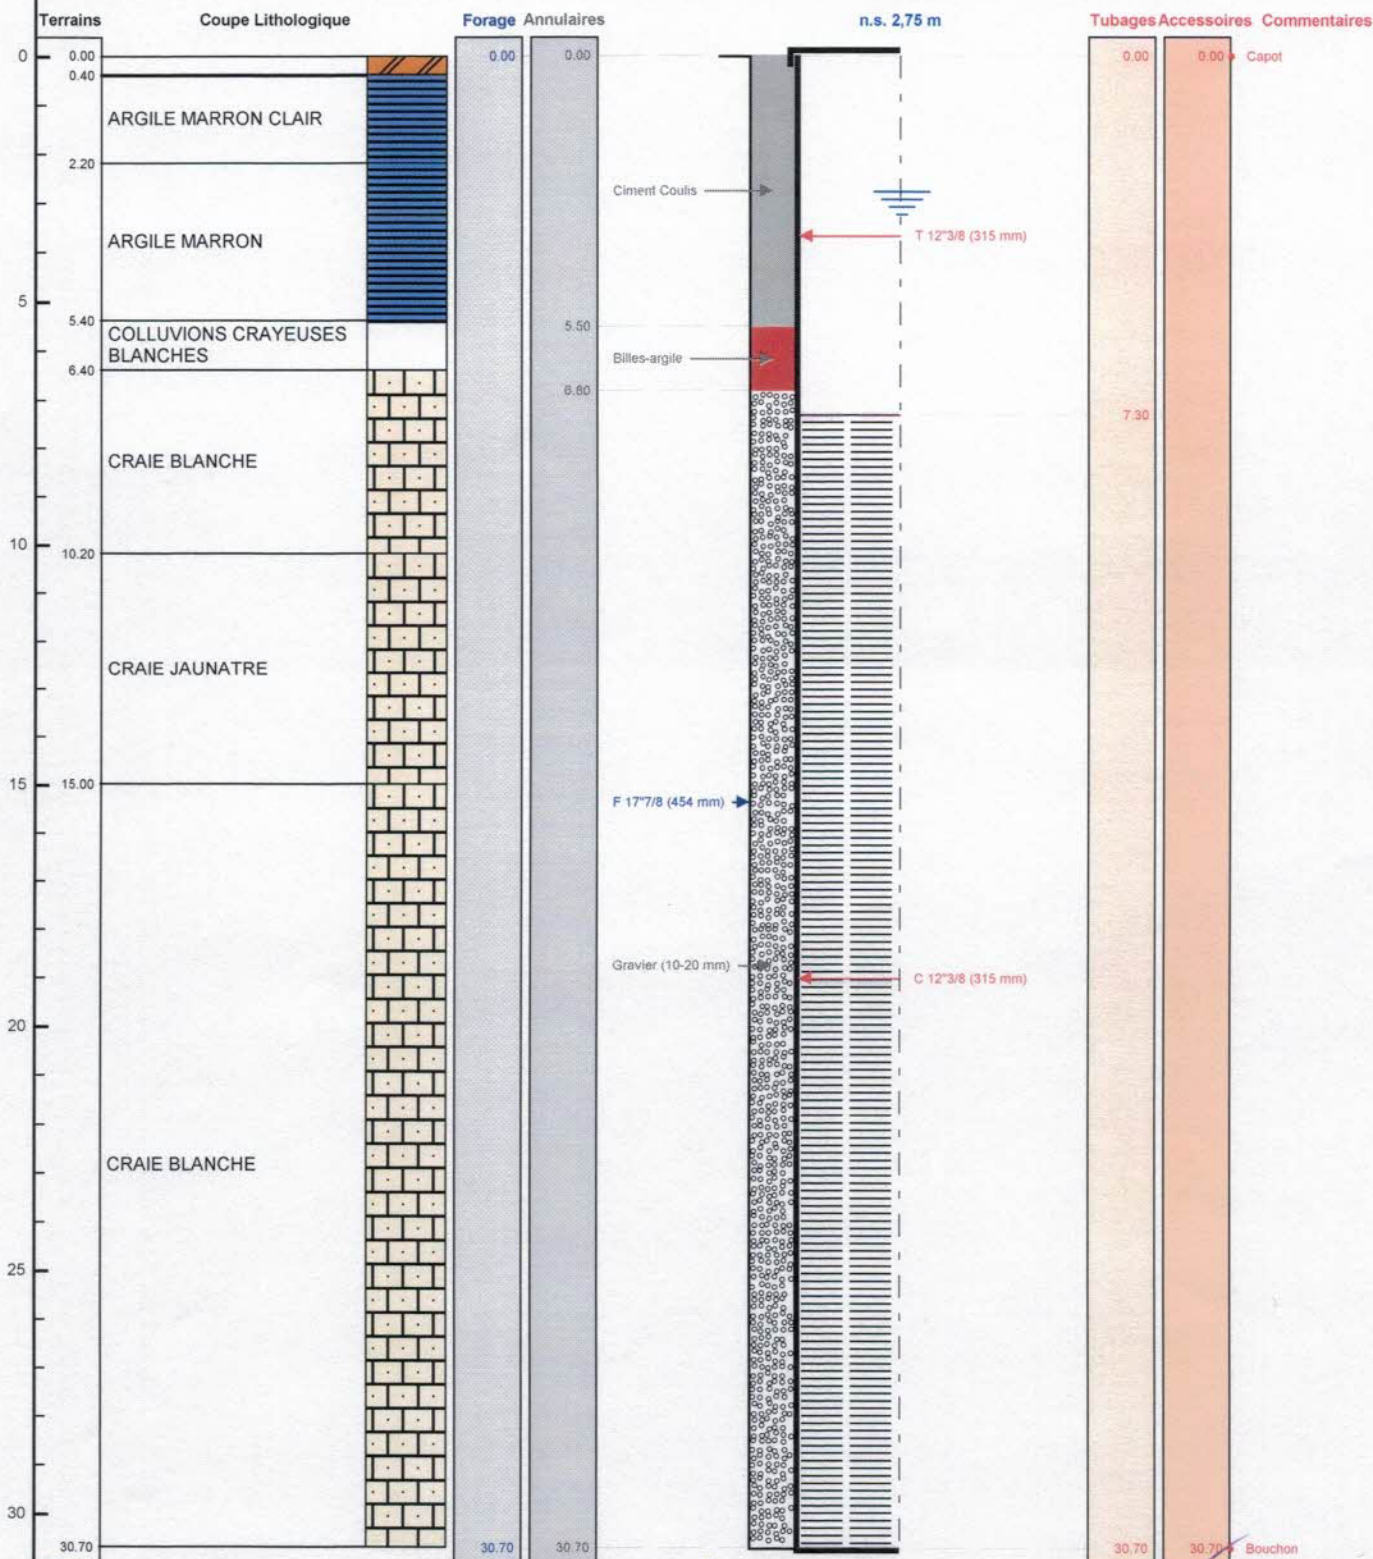 Terrains Coupe Lithologique Forage Annulaires n.s. 2,75 m Tubages Accessoires Commentaires
0 0.00 0.00 0.00 0.00 0.00 Capot
0.40
ARGILE MARRON CLAIR
2.20
Ciment Coulis
T 12"3/8 (315 mm)
ARGILE MARRON
5
5.40
5.50
COLLUVIONS CRAYEUSES
BLANCHES
Billes-argile
6.40
6.80
7.30
CRAIE BLANCHE
10
10.20
CRAIE JAUNATRE
15 15.00
F 17"7/8 (454 mm)
Gravier (10-20 mm)
C 12"3/8 (315 mm)
20
CRAIE BLANCHE
25
30
30.70 30.70 30.70 30.70 30.70 Bouchon